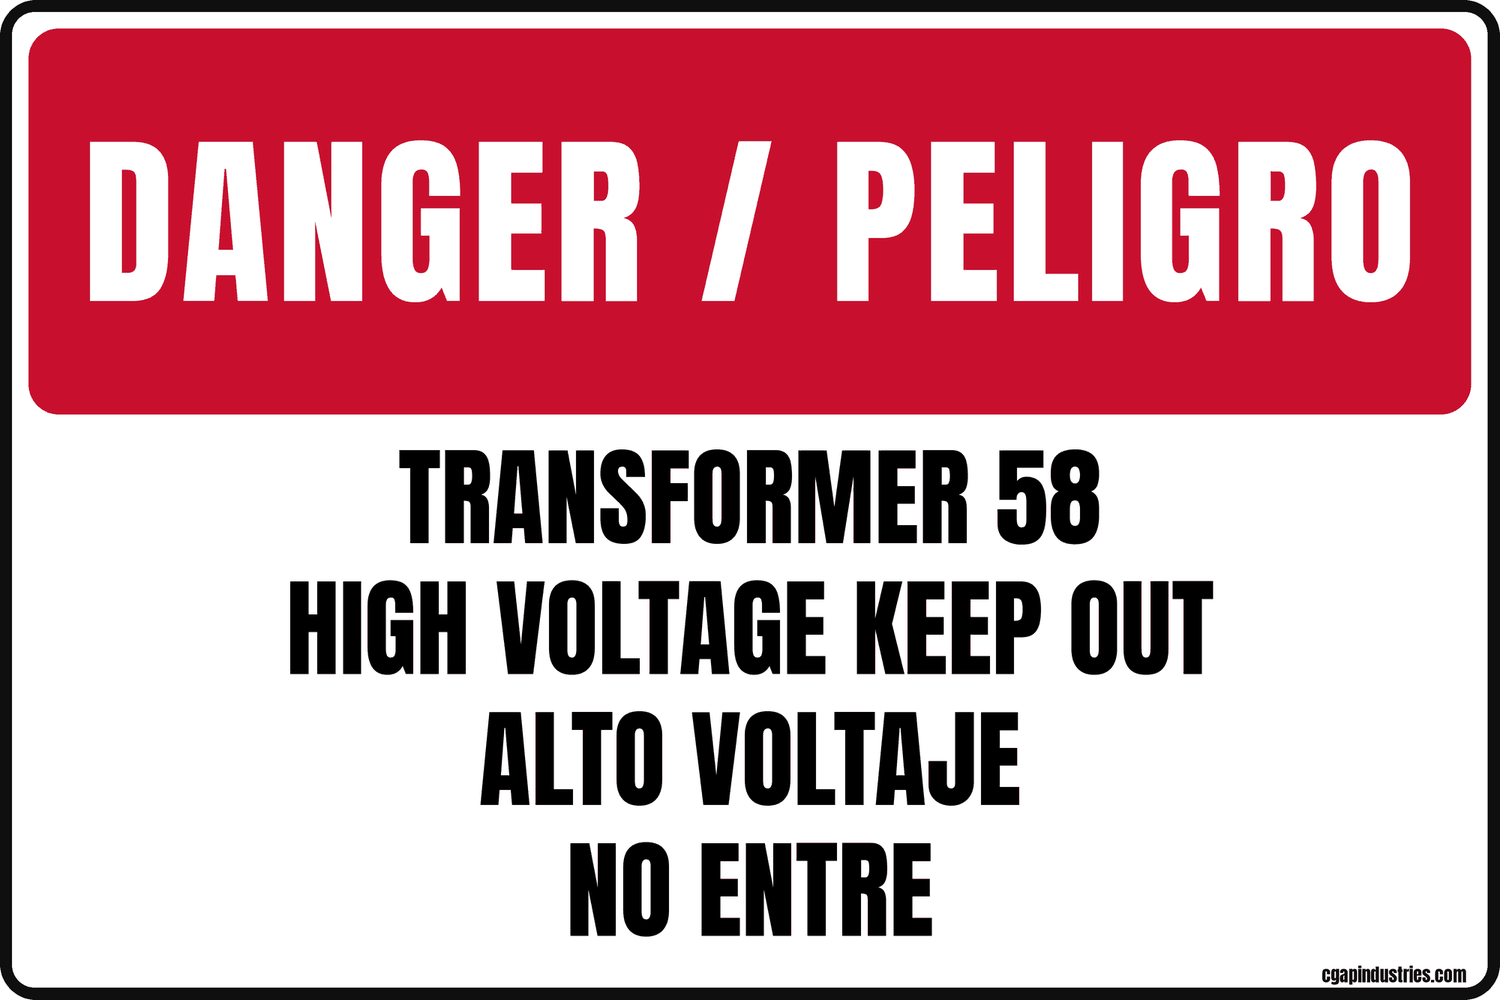 DANGER / PELIGRO
TRANSFORMER 58
HIGH VOLTAGE KEEP OUT
ALTO VOLTAJE
NO ENTRE
cgapindustries.com